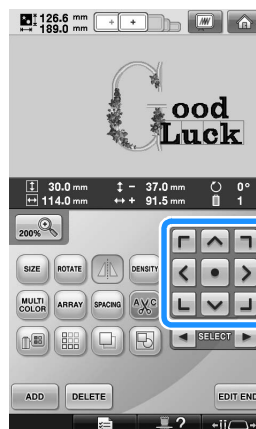 126.6 mm
189.0 mm
ood
Luck
30.0 mm - 37.0 mm 0°
114.0 mm + 91.5 mm 1
200%
SIZE ROTATE DENSITY
MULTI COLOR ARRAY SPACING A C
SELECT
ADD DELETE EDIT END
?